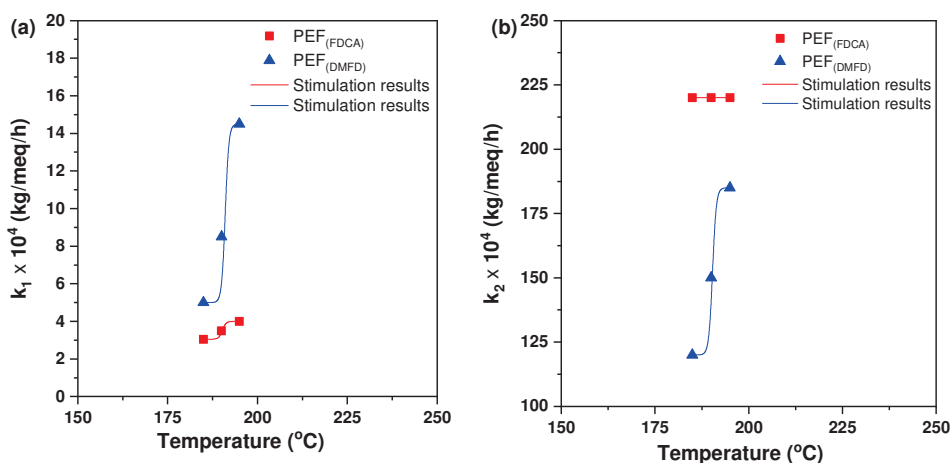 (a)
PEF(FDCA)
PEF(DMFD)
Stimulation results
Stimulation results
k1 x 10^4 (kg/meq/h)
20
18
16
14
12
10
8
6
4
2
0
150 175 200 225 250
Temperature (oC)
(b)
PEF(FDCA)
PEF(DMFD)
Stimulation results
Stimulation results
k2 x 10^4 (kg/meq/h)
250
225
200
175
150
125
100
150 175 200 225 250
Temperature (oC)